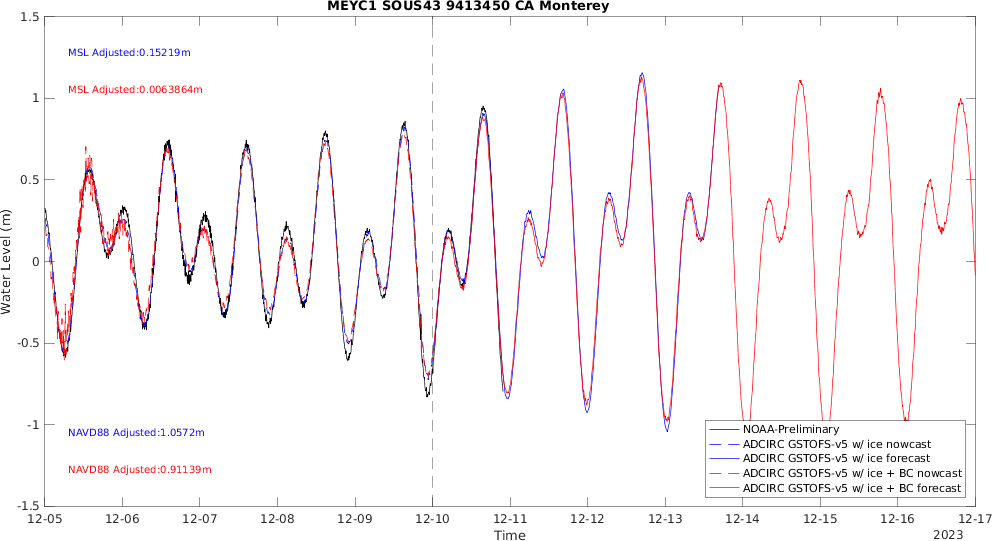 MEYC1 SOUS43 9413450 CA Monterey
1.5
1
0.5
0
-0.5
-1
-1.5
Water Level (m)
MSL Adjusted:0.15219m
MSL Adjusted:0.0063864m
NAVD88 Adjusted:1.0572m
NAVD88 Adjusted:0.91139m
NOAA-Preliminary
ADCIRC GSTOFS-v5 w/ ice nowcast
ADCIRC GSTOFS-v5 w/ ice forecast
ADCIRC GSTOFS-v5 w/ ice + BC nowcast
ADCIRC GSTOFS-v5 w/ ice + BC forecast
12-05 12-06 12-07 12-08 12-09 12-10 12-11 12-12 12-13 12-14 12-15 12-16 12-17
Time
2023